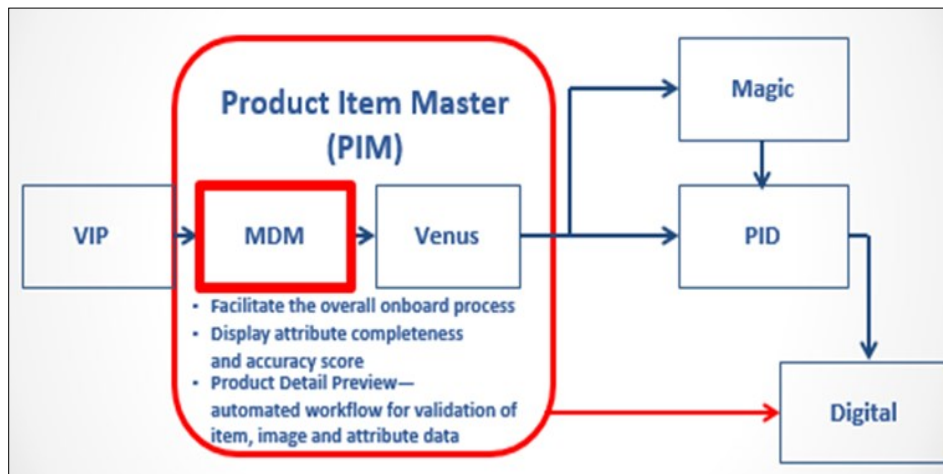 Product Item Master
(PIM)
Magic
VIP
MDM
Venus
PID
• Facilitate the overall onboard process
• Display attribute completeness
and accuracy score
• Product Detail Preview—
automated workflow for validation of
item, image and attribute data
Digital